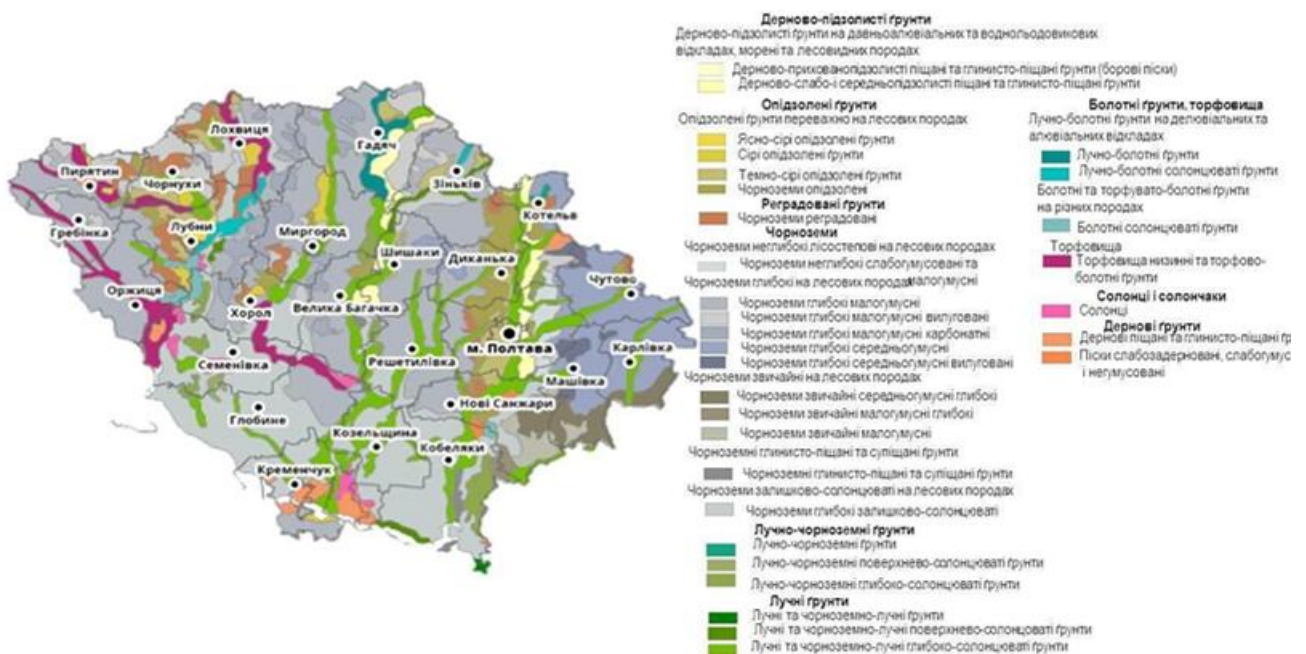 Лохвиця
Гадяч
Пирятин
Чорнухи
Зіньків
Котельв
Гребінка
Лубни
Миргород
Шишаки
Диканька
Чутово
Оржиця
Хорол
Велика Багачка
м. Полтава
Карлівка
Семенівка
Решетилівка
Машівка
Глобине
Нові Санжари
Козельщина
Кобеляки
Кременчук
Дерново-підзолисті ґрунти
Дерново-підзолисті ґрунти на давньоалювіальних та воднольодовикових
відкладах, морені та лесовидних породах
Дерново-прихованопідзолисті піщані та глинисто-піщані ґрунти (борові піски)
Дерново-слабо-і середньопідзолисті піщані та глинисто-піщані ґрунти
Опідзолені ґрунти
Опідзолені ґрунти переважно на лесових породах
Ясно-сірі опідзолені ґрунти
Сірі опідзолені ґрунти
Темно-сірі опідзолені ґрунти
Чорноземи опідзолені
Реградовані ґрунти
Чорноземи реградовані
Чорноземи
Чорноземи неглибокі лісостепові на лесових породах
Чорноземи неглибокі слабогумусовані та
малогумусні
Чорноземи глибокі на лесових породах
Чорноземи глибокі малогумусні
Чорноземи глибокі малогумусні вилуговані
Чорноземи глибокі малогумусні карбонатні
Чорноземи глибокі середньогумусні
Чорноземи глибокі середньогумусні вилуговані
Чорноземи звичайні на лесових породах
Чорноземи звичайні середньогумусні глибокі
Чорноземи звичайні малогумусні глибокі
Чорноземи звичайні малогумусні
Чорноземні глинисто-піщані та супіщані ґрунти
Чорноземні глинисто-піщані та супіщані ґрунти
Чорноземи залишково-солонцюваті на лесових породах
Чорноземи глибокі залишково-солонцюваті
Лучно-чорноземні ґрунти
Лучно-чорноземні ґрунти
Лучно-чорноземні поверхнево-солонцюваті ґрунти
Лучно-чорноземні глибоко-солонцюваті ґрунти
Лучні ґрунти
Лучні та чорноземно-лучні ґрунти
Лучні та чорноземно-лучні поверхнево-солонцоваті ґрунти
Лучні та чорноземно-лучні глибоко-солонцюваті ґрунти
Болотні ґрунти, торфовища
Лучно-болотні ґрунти на делювіальних та
алювіальних відкладах
Лучно-болотні ґрунти
Лучно-болотні солонцюваті ґрунти
Болотні та торфувато-болотні ґрунти
на різних породах
Болотні солонцюваті ґрунти
Торфовища
Торфовища низинні та торфово-
болотні ґрунти
Солонці і солончаки
Солонці
Дернові ґрунти
Дернові піщані та глинисто-піщані ґр
Піски слабозадерновані, слабогумус
і негумусовані